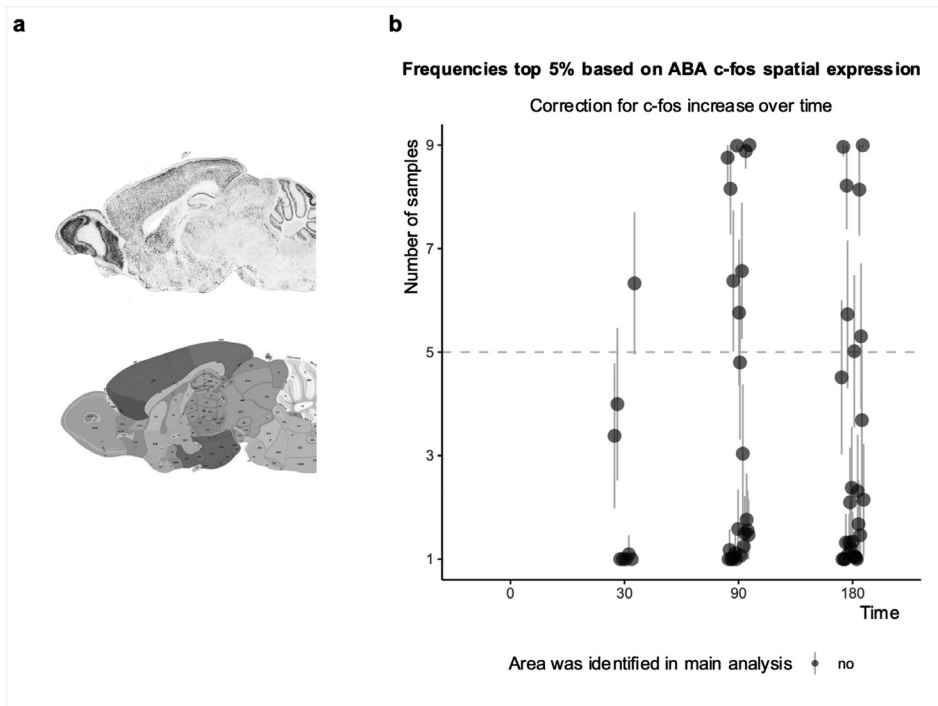 a
b
Frequencies top 5% based on ABA c-fos spatial expression
Correction for c-fos increase over time
Number of samples
9
7
5
3
1
0 30 90 180
Time
Area was identified in main analysis no